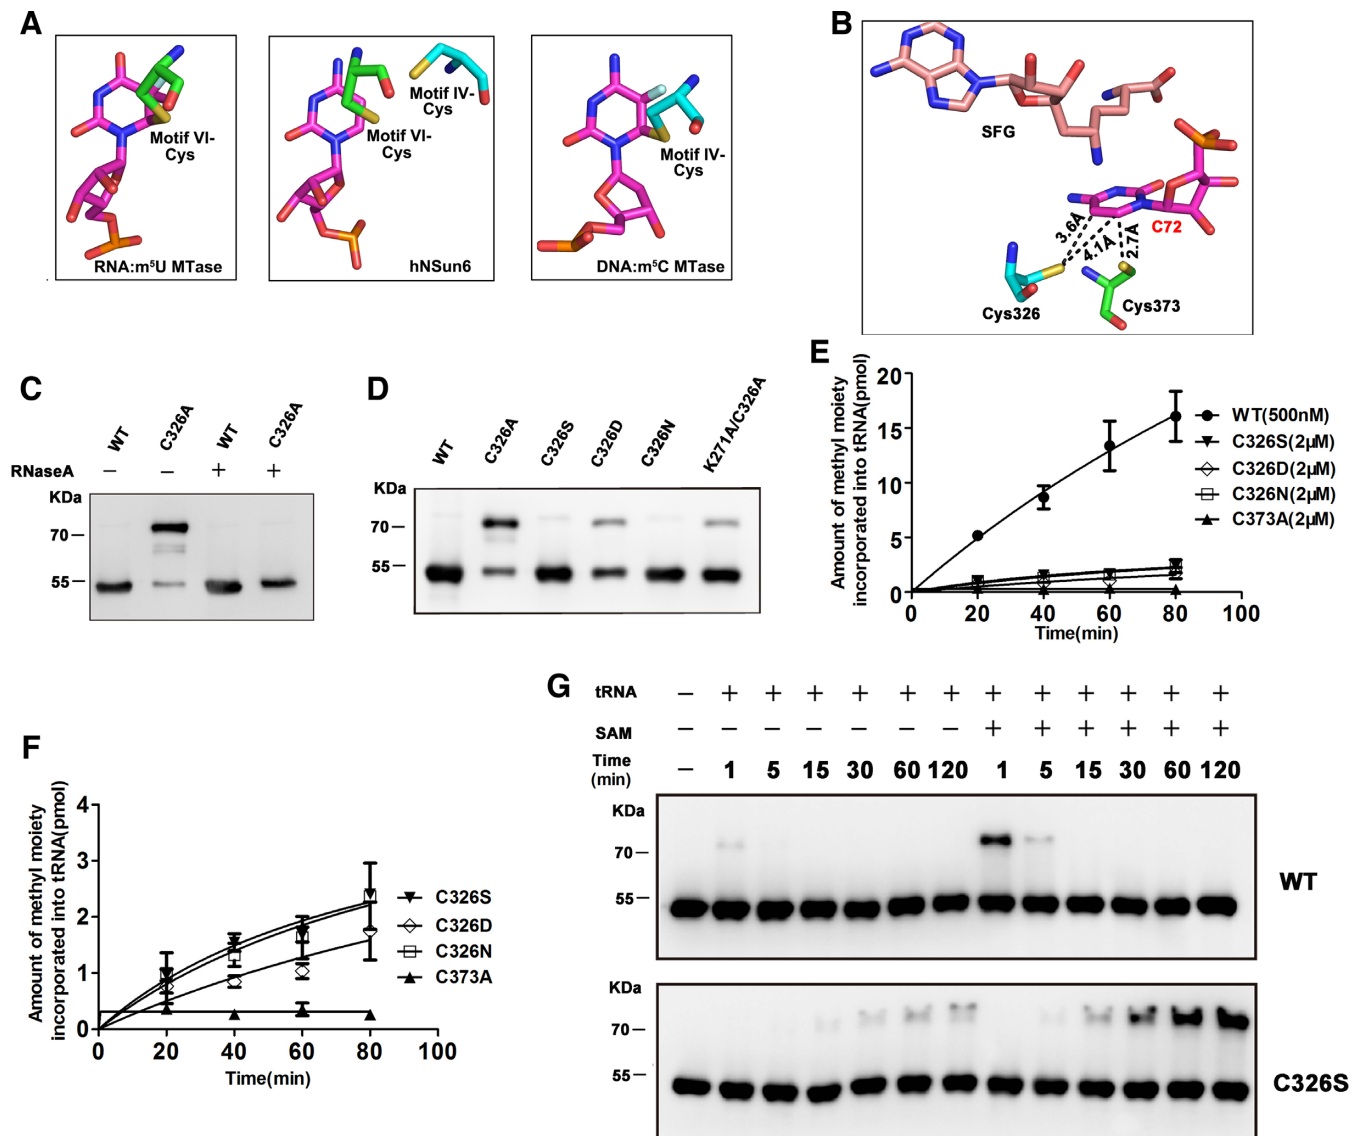 A
Motif VI-
Cys
RNA:m⁵U MTase
Motif IV-
Cys
Motif VI-
Cys
hNSun6
Motif IV-
Cys
DNA:m⁵C MTase
B
SFG
C72
3.6Å
4.1Å
2.7Å
Cys326
Cys373
C
WT
C326A
WT
C326A
RNaseA − − + +
KDa
70
55
D
WT
C326A
C326S
C326D
C326N
K271A/C326A
KDa
70
55
E
Amount of methyl moiety
incorporated into tRNA(pmol)
20
15
10
5
0
0 20 40 60 80 100
Time(min)
WT(500nM)
C326S(2μM)
C326D(2μM)
C326N(2μM)
C373A(2μM)
F
Amount of methyl moiety
incorporated into tRNA(pmol)
4
3
2
1
0
0 20 40 60 80 100
Time(min)
C326S
C326D
C326N
C373A
G
tRNA − + + + + + + + + + + + +
SAM − − − − − − − + + + + + +
Time
(min)
− 1 5 15 30 60 120 1 5 15 30 60 120
KDa
70
55
WT
KDa
70
55
C326S